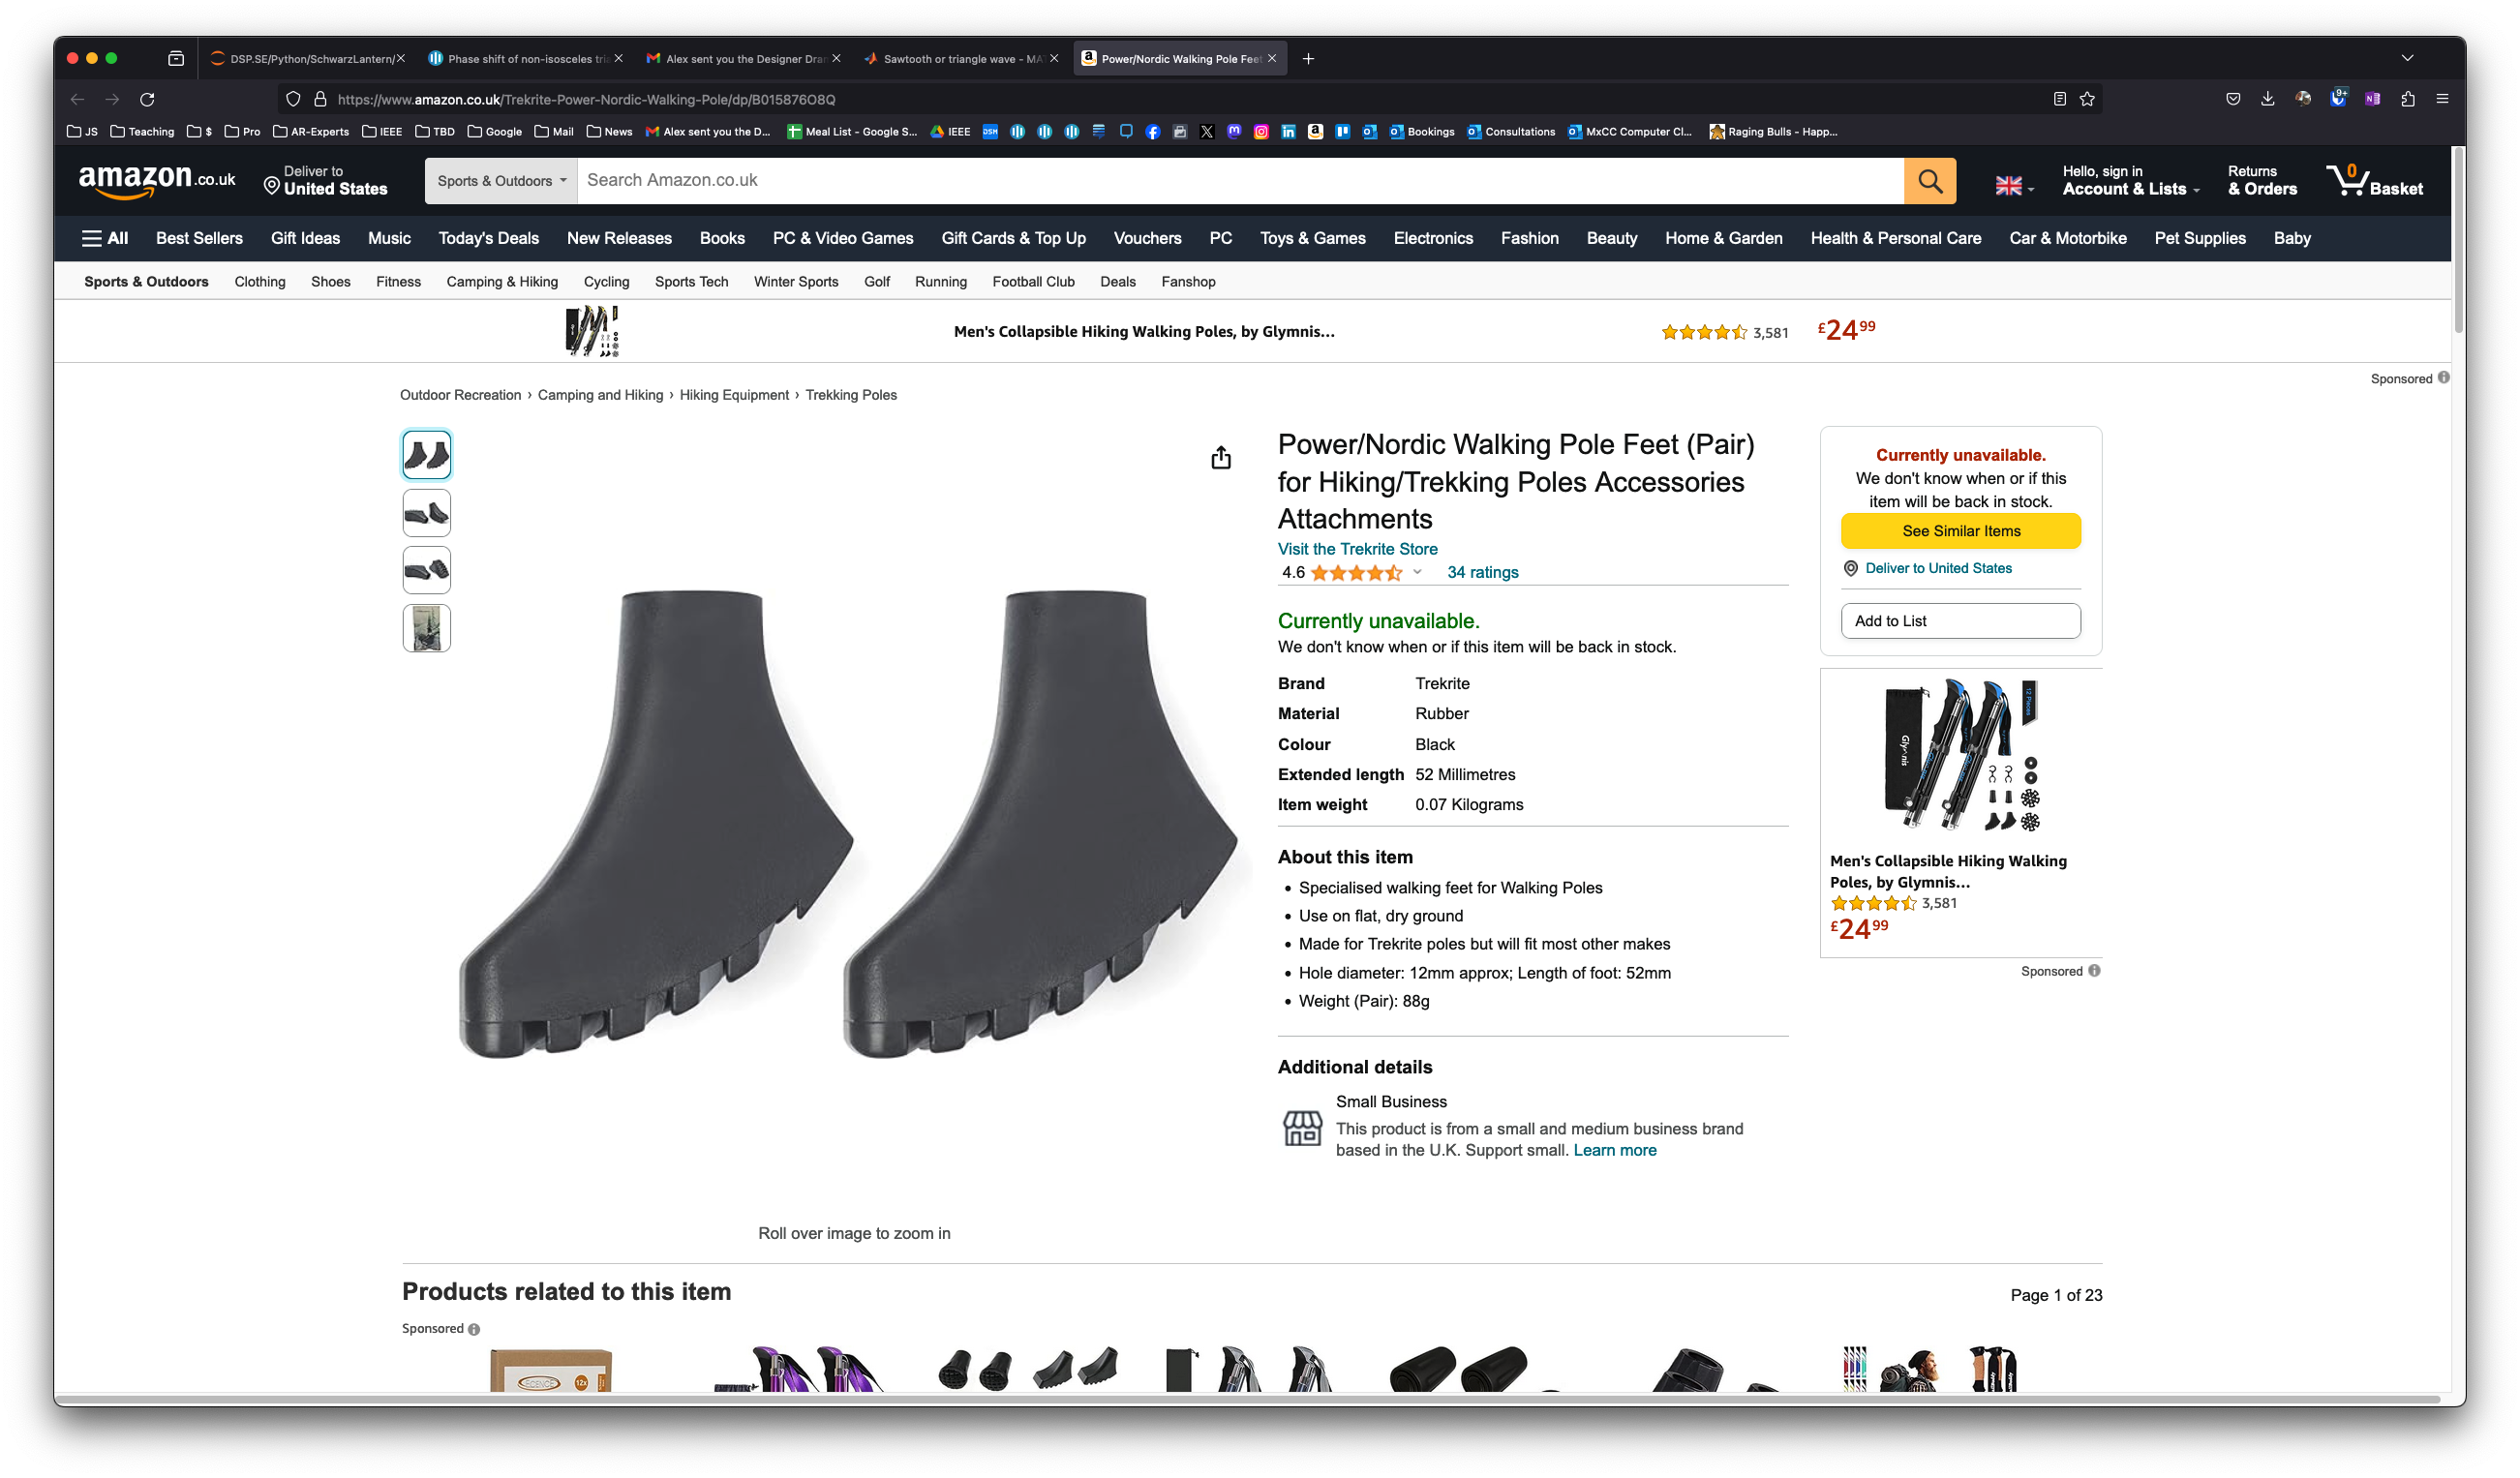 DSP.SE/Python/SchwarzLantern/
Phase shift of non-isosceles tria
Alex sent you the Designer Dran
Sawtooth or triangle wave - MA
Power/Nordic Walking Pole Feet
https://www.amazon.co.uk/Trekrite-Power-Nordic-Walking-Pole/dp/B015876O8Q
9+
JS Teaching $ Pro AR-Experts IEEE TBD Google Mail News Alex sent you the D... Meal List - Google S... IEEE Bookings Consultations MxCC Computer Cl... Raging Bulls - Happ...
amazon.co.uk
Deliver to
United States
Sports & Outdoors
Search Amazon.co.uk
Hello, sign in
Account & Lists
Returns
& Orders
0
Basket
All Best Sellers Gift Ideas Music Today's Deals New Releases Books PC & Video Games Gift Cards & Top Up Vouchers PC Toys & Games Electronics Fashion Beauty Home & Garden Health & Personal Care Car & Motorbike Pet Supplies Baby
Sports & Outdoors Clothing Shoes Fitness Camping & Hiking Cycling Sports Tech Winter Sports Golf Running Football Club Deals Fanshop
Men's Collapsible Hiking Walking Poles, by Glymnis... 3,581 £24 99
Sponsored
Outdoor Recreation › Camping and Hiking › Hiking Equipment › Trekking Poles
Roll over image to zoom in
Power/Nordic Walking Pole Feet (Pair)
for Hiking/Trekking Poles Accessories
Attachments
Visit the Trekrite Store
4.6 34 ratings
Currently unavailable.
We don't know when or if this item will be back in stock.
Brand Trekrite
Material Rubber
Colour Black
Extended length 52 Millimetres
Item weight 0.07 Kilograms
About this item
• Specialised walking feet for Walking Poles
• Use on flat, dry ground
• Made for Trekrite poles but will fit most other makes
• Hole diameter: 12mm approx; Length of foot: 52mm
• Weight (Pair): 88g
Additional details
Small Business
This product is from a small and medium business brand
based in the U.K. Support small. Learn more
Currently unavailable.
We don't know when or if this
item will be back in stock.
See Similar Items
Deliver to United States
Add to List
12 Pieces
Glymnis
Men's Collapsible Hiking Walking
Poles, by Glymnis...
3,581
£24 99
Sponsored
Products related to this item
Page 1 of 23
Sponsored
12x